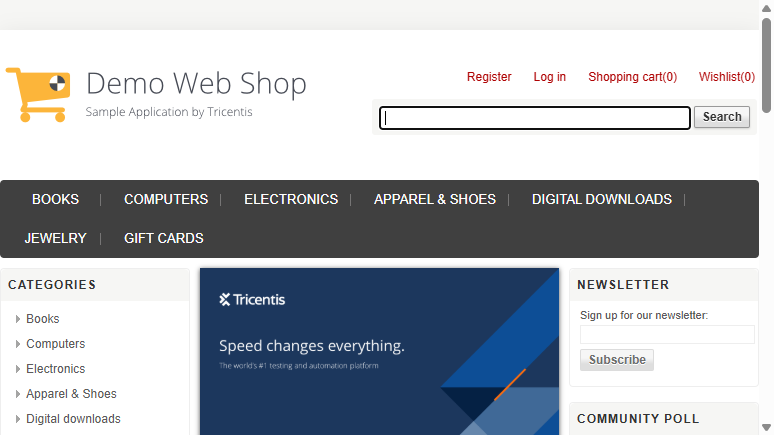 Demo Web Shop
Sample Application by Tricentis
Register
Log in
Shopping cart(0)
Wishlist(0)
Search
BOOKS
COMPUTERS
ELECTRONICS
APPAREL & SHOES
DIGITAL DOWNLOADS
JEWELRY
GIFT CARDS
CATEGORIES
Books
Computers
Electronics
Apparel & Shoes
Digital downloads
Tricentis
Speed changes everything.
The world's #1 testing and automation platform
NEWSLETTER
Sign up for our newsletter:
Subscribe
COMMUNITY POLL